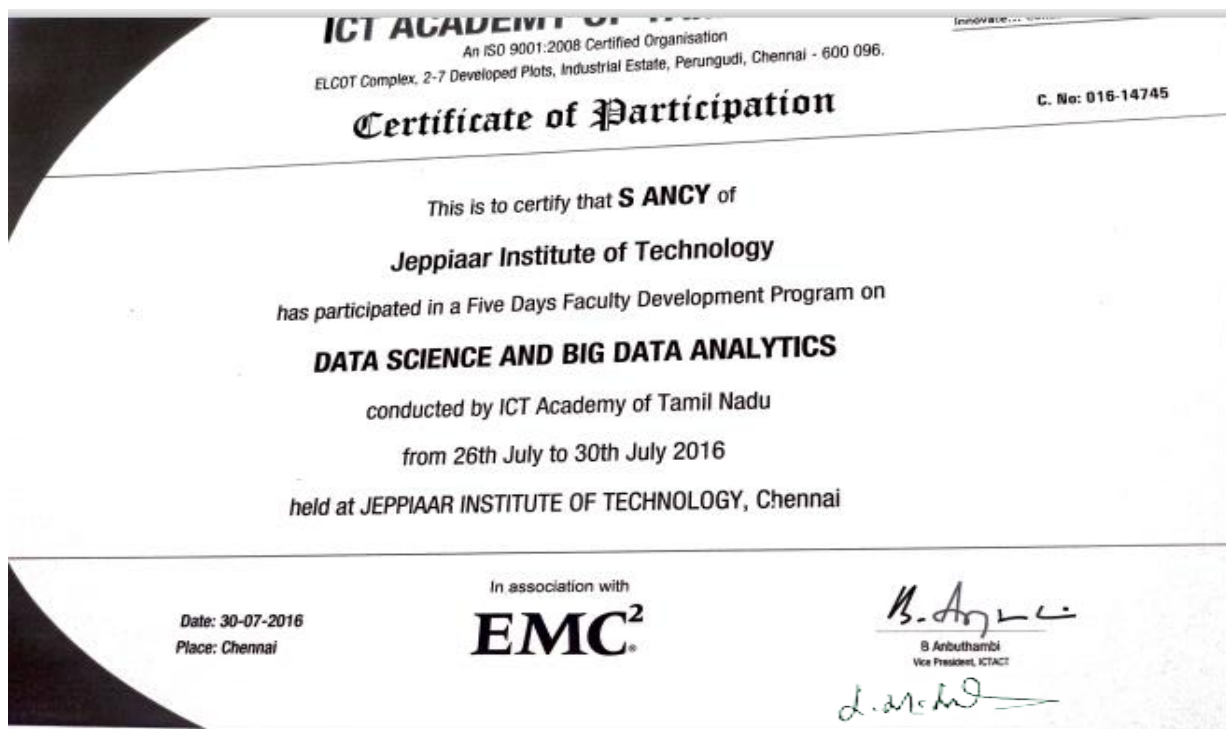 ICT ACADEMY OF
An ISO 9001:2008 Certified Organisation
ELCOT Complex, 2-7 Developed Plots, Industrial Estate, Perungudi, Chennai - 600 096.
Certificate of Participation
C. No: 016-14745
This is to certify that S ANCY of
Jeppiaar Institute of Technology
has participated in a Five Days Faculty Development Program on
DATA SCIENCE AND BIG DATA ANALYTICS
conducted by ICT Academy of Tamil Nadu
from 26th July to 30th July 2016
held at JEPPIAAR INSTITUTE OF TECHNOLOGY, Chennai
Date: 30-07-2016
Place: Chennai
In association with
EMC²
B Anbuthambi
Vice President, ICTACT